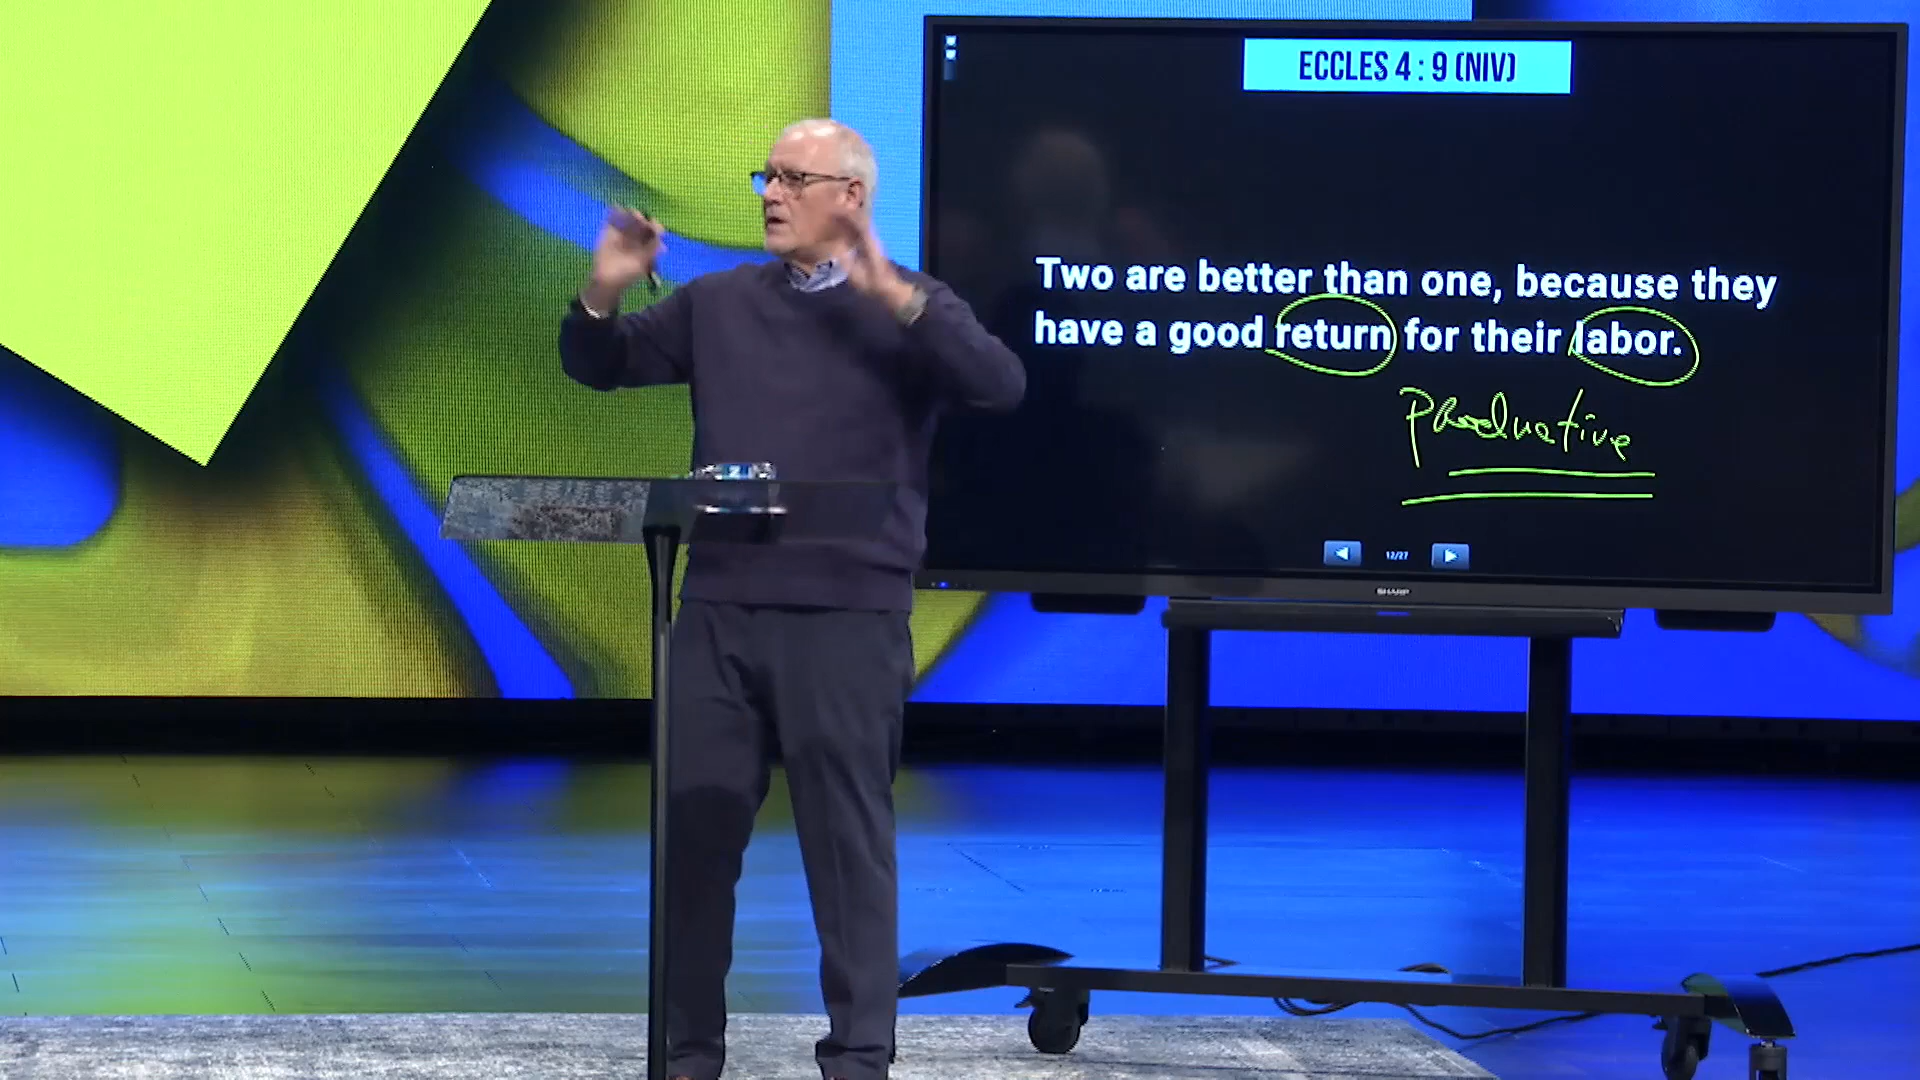 ECCLES 4 : 9 (NIV)
Two are better than one, because they
have a good return for their labor.
Productive
12/27
SHARP